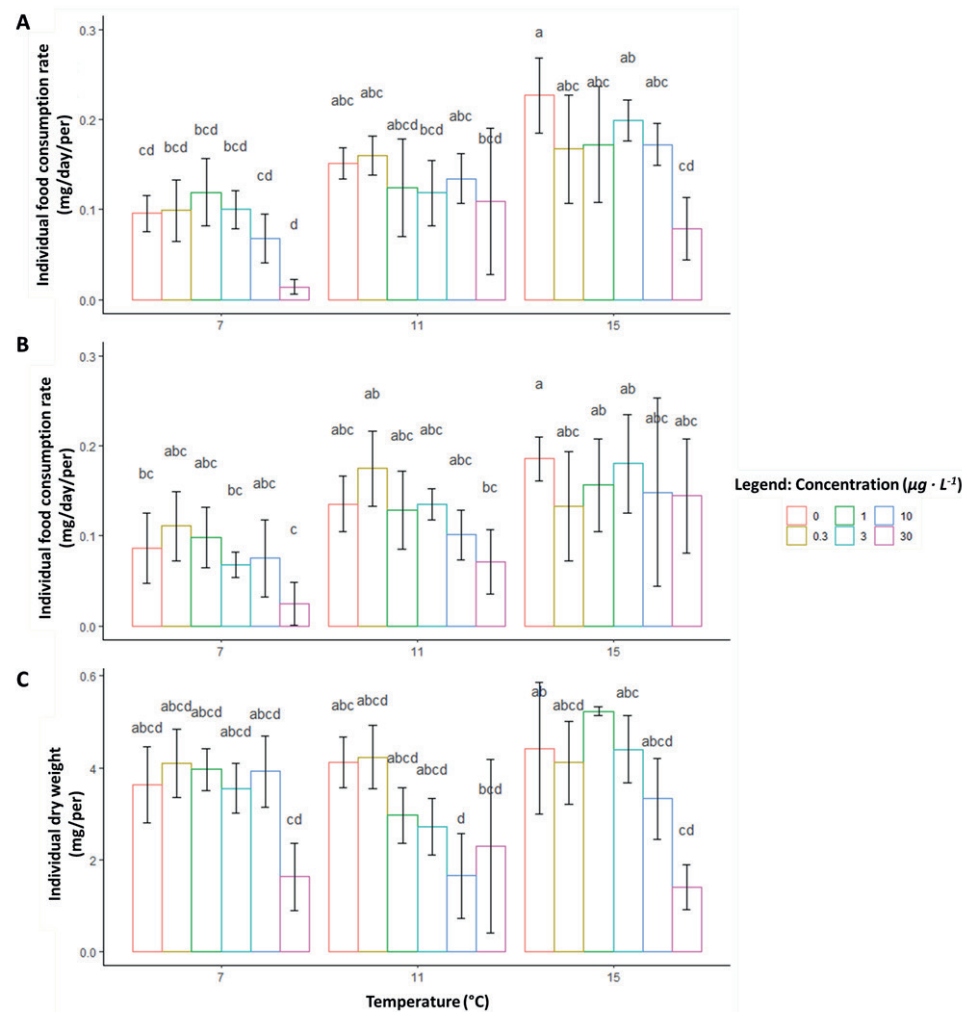 A
Individual food consumption rate
(mg/day/per)
0.3
0.2
0.1
0.0
cd
bcd
bcd
bcd
cd
d
abc
abc
abcd
bcd
abc
bcd
a
abc
abc
ab
abc
cd
7
11
15
B
Individual food consumption rate
(mg/day/per)
0.3
0.2
0.1
0.0
bc
abc
abc
bc
abc
c
abc
ab
abc
abc
abc
bc
a
abc
ab
ab
abc
abc
7
11
15
Legend: Concentration (µg · L⁻¹)
0 1 10
0.3 3 30
C
Individual dry weight
(mg/per)
0.6
4
2
0.0
abcd
abcd
abcd
abcd
abcd
cd
abc
abcd
abcd
abcd
d
bcd
ab
abcd
a
abc
abcd
cd
7
11
15
Temperature (°C)